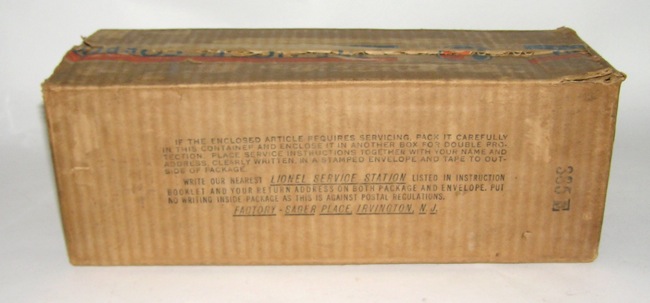 IF THE ENCLOSED ARTICLE REQUIRES SERVICING, PACK IT CAREFULLY
IN THIS CONTAINER AND ENCLOSE IT IN ANOTHER BOX FOR DOUBLE PRO-
TECTION. PLACE SERVICE INSTRUCTIONS TOGETHER WITH YOUR NAME AND
ADDRESS CLEARLY WRITTEN IN A STAMPED ENVELOPE AND TAPE TO OUT-
SIDE OF PACKAGE.
WRITE OUR NEAREST LIONEL SERVICE STATION LISTED IN INSTRUCTION
BOOKLET AND YOUR RETURN ADDRESS ON BOTH PACKAGE AND ENVELOPE. PUT
NO WRITING INSIDE PACKAGE AS THIS IS AGAINST POSTAL REGULATIONS.
FACTORY - SAGER PLACE, IRVINGTON, N. J.